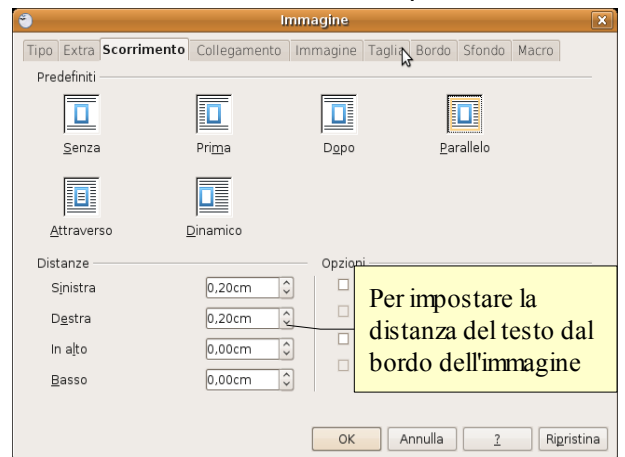 Immagine
Tipo Extra Scorrimento Collegamento Immagine Taglia Bordo Sfondo Macro
Predefiniti
Senza Prima Dopo Parallelo
Attraverso Dinamico
Distanze Opzioni
Sinistra 0,20cm
Destra 0,20cm
In alto 0,00cm
Basso 0,00cm
Per impostare la
distanza del testo dal
bordo dell'immagine
OK Annulla ? Ripristina